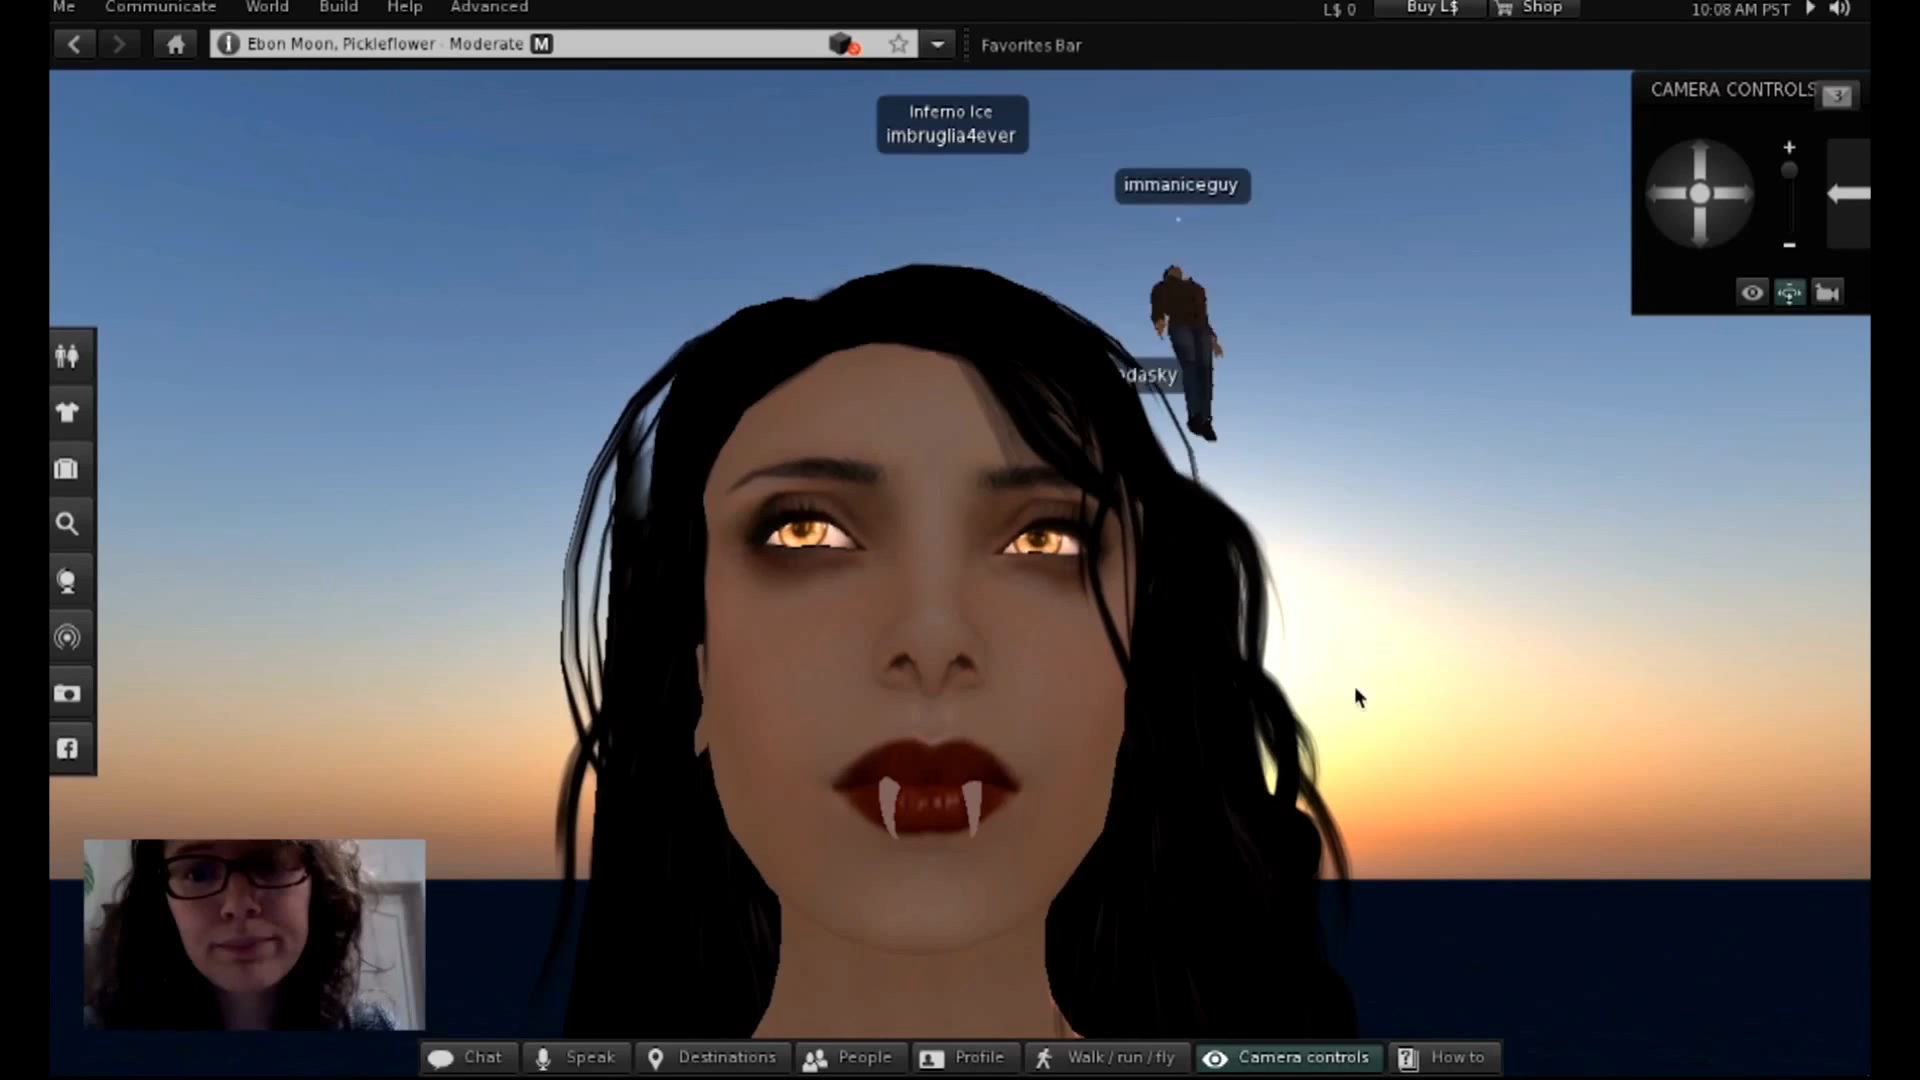 Me Communicate World Build Help Advanced L$ 0 Buy L$ Shop 10:08 AM PST
Ebon Moon, Pickleflower - Moderate M Favorites Bar
CAMERA CONTROLS 3
Inferno Ice
imbruglia4ever
immaniceguy
Chat Speak Destinations People Profile Walk / run / fly Camera controls How to